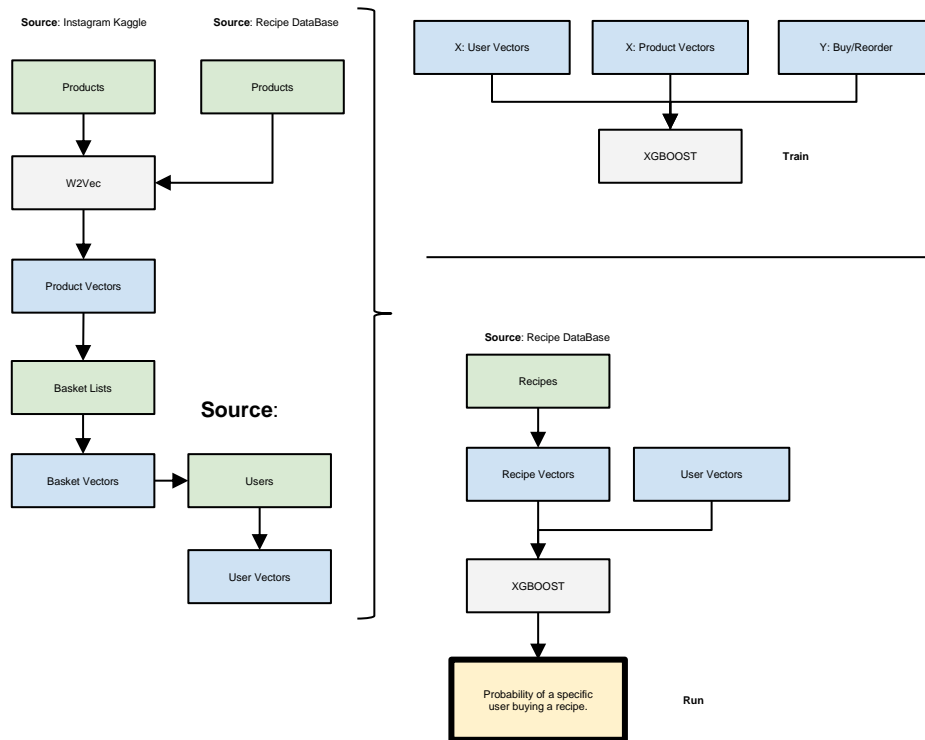 Source: Instagram Kaggle
Source: Recipe DataBase
Products
Products
W2Vec
Product Vectors
Basket Lists
Source:
Basket Vectors
Users
User Vectors
X: User Vectors
X: Product Vectors
Y: Buy/Reorder
XGBOOST
Train
Source: Recipe DataBase
Recipes
Recipe Vectors
User Vectors
XGBOOST
Probability of a specific
user buying a recipe.
Run